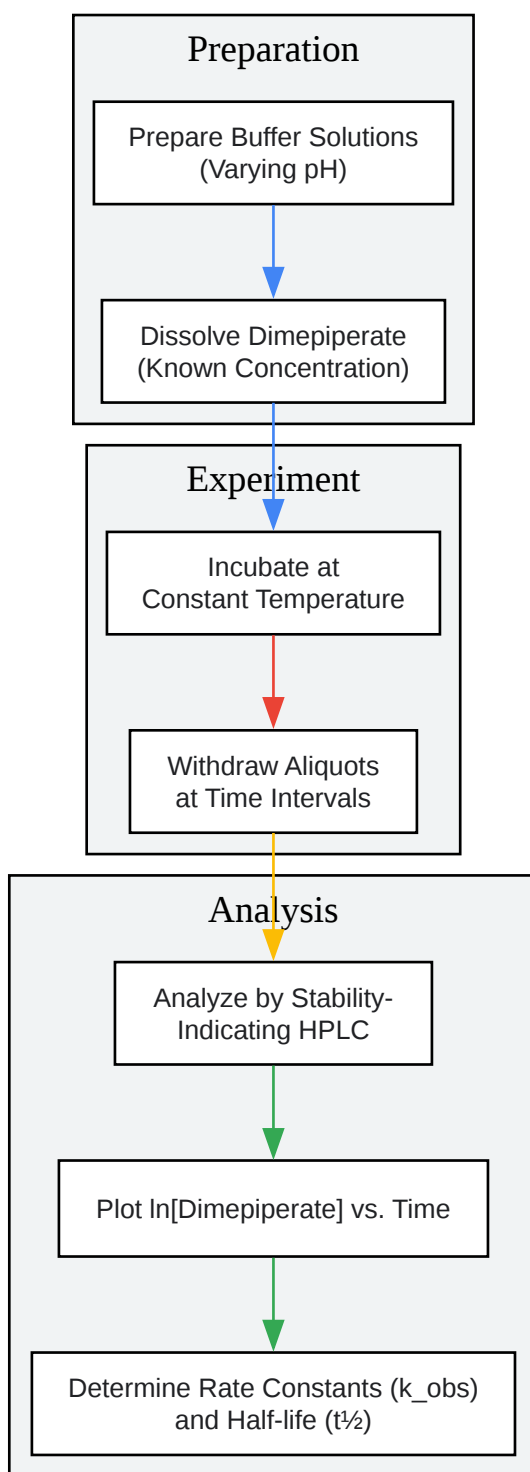 Preparation
Prepare Buffer Solutions
(Varying pH)
Dissolve Dimepiperate
(Known Concentration)
Experiment
Incubate at
Constant Temperature
Withdraw Aliquots
at Time Intervals
Analysis
Analyze by Stability-
Indicating HPLC
Plot ln[Dimepiperate] vs. Time
Determine Rate Constants (k_obs)
and Half-life (t½)